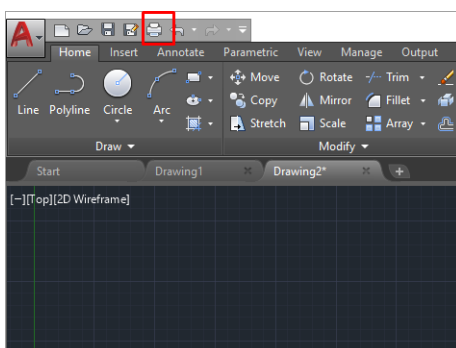 A
Home Insert Annotate Parametric View Manage Output
Line Polyline Circle Arc
Move Rotate Trim
Copy Mirror Fillet
Stretch Scale Array
Draw Modify
Start Drawing1 Drawing2*
[−][Top][2D Wireframe]